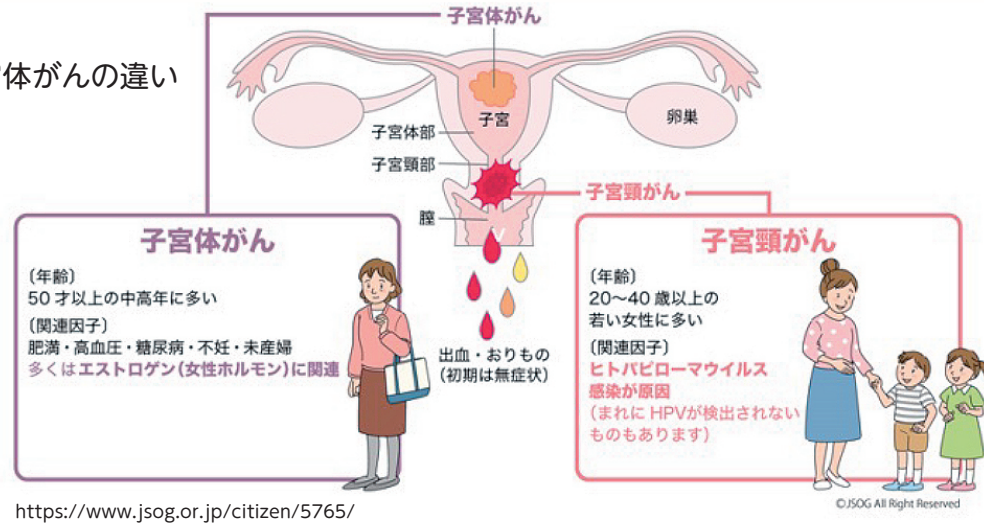 体がんの違い
子宮体がん
子宮
卵巣
子宮体部
子宮頸部
子宮頸がん
膣
子宮体がん
〔年齢〕
50才以上の中高年に多い
〔関連因子〕
肥満・高血圧・糖尿病・不妊・未産婦
多くはエストロゲン(女性ホルモン)に関連
出血・おりもの
(初期は無症状)
子宮頸がん
〔年齢〕
20〜40歳以上の
若い女性に多い
〔関連因子〕
ヒトパピローマウイルス
感染が原因
(まれにHPVが検出されない
ものもあります)
©JSOG All Right Reserved
https://www.jsog.or.jp/citizen/5765/